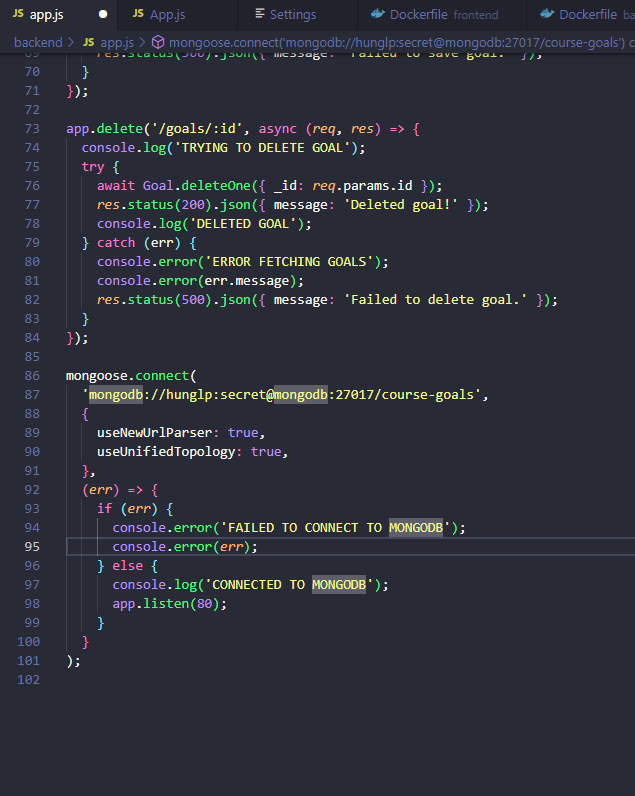 JS app.js JS App.js Settings Dockerfile frontend Dockerfile ba
backend > JS app.js > mongoose.connect('mongodb://hunglp:secret@mongodb:27017/course-goals') c
69 res.status(500).json({ message: 'Failed to save goal.' });
70 }
71 });
72
73 app.delete('/goals/:id', async (req, res) => {
74 console.log('TRYING TO DELETE GOAL');
75 try {
76 await Goal.deleteOne({ _id: req.params.id });
77 res.status(200).json({ message: 'Deleted goal!' });
78 console.log('DELETED GOAL');
79 } catch (err) {
80 console.error('ERROR FETCHING GOALS');
81 console.error(err.message);
82 res.status(500).json({ message: 'Failed to delete goal.' });
83 }
84 });
85
86 mongoose.connect(
87 'mongodb://hunglp:secret@mongodb:27017/course-goals',
88 {
89 useNewUrlParser: true,
90 useUnifiedTopology: true,
91 },
92 (err) => {
93 if (err) {
94 console.error('FAILED TO CONNECT TO MONGODB');
95 console.error(err);
96 } else {
97 console.log('CONNECTED TO MONGODB');
98 app.listen(80);
99 }
100 }
101 );
102